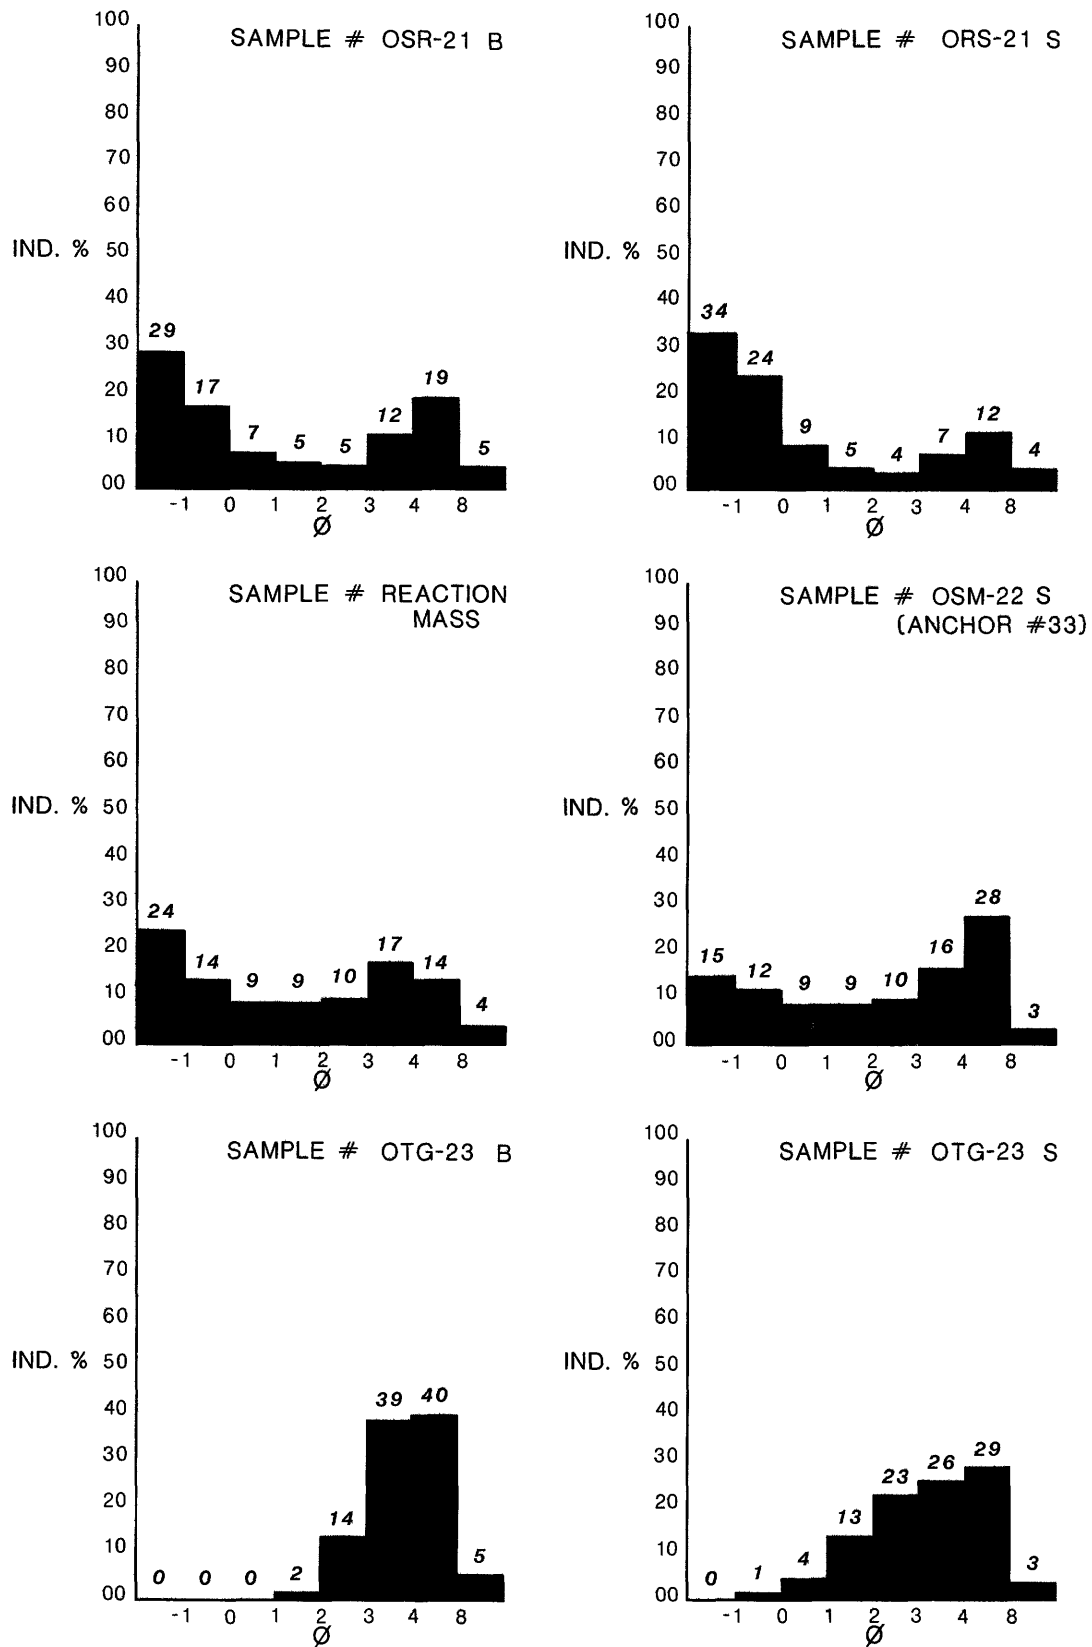 SAMPLE # OSR-21 B
100
90
80
70
60
IND. % 50
40
30
20
10
00
29 17 7 5 5 12 19 5
-1 0 1 2 3 4 8
Ø
SAMPLE # ORS-21 S
100
90
80
70
60
IND. % 50
40
30
20
10
00
34 24 9 5 4 7 12 4
-1 0 1 2 3 4 8
Ø
SAMPLE # REACTION
MASS
100
90
80
70
60
IND. % 50
40
30
20
10
00
24 14 9 9 10 17 14 4
-1 0 1 2 3 4 8
Ø
SAMPLE # OSM-22 S
(ANCHOR #33)
100
90
80
70
60
IND. % 50
40
30
20
10
00
15 12 9 9 10 16 28 3
-1 0 1 2 3 4 8
Ø
SAMPLE # OTG-23 B
100
90
80
70
60
IND. % 50
40
30
20
10
00
0 0 0 2 14 39 40 5
-1 0 1 2 3 4 8
Ø
SAMPLE # OTG-23 S
100
90
80
70
60
IND. % 50
40
30
20
10
00
0 1 4 13 23 26 29 3
-1 0 1 2 3 4 8
Ø